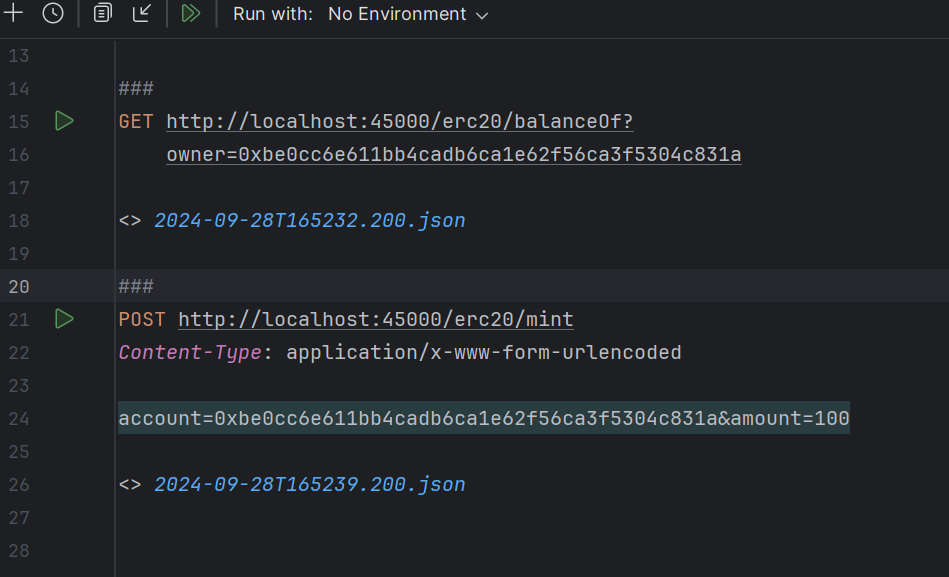 Run with: No Environment
13
14 ###
15 GET http://localhost:45000/erc20/balanceOf?
16 owner=0xbe0cc6e611bb4cadb6ca1e62f56ca3f5304c831a
17
18 <> 2024-09-28T165232.200.json
19
20 ###
21 POST http://localhost:45000/erc20/mint
22 Content-Type: application/x-www-form-urlencoded
23
24 account=0xbe0cc6e611bb4cadb6ca1e62f56ca3f5304c831a&amount=100
25
26 <> 2024-09-28T165239.200.json
27
28